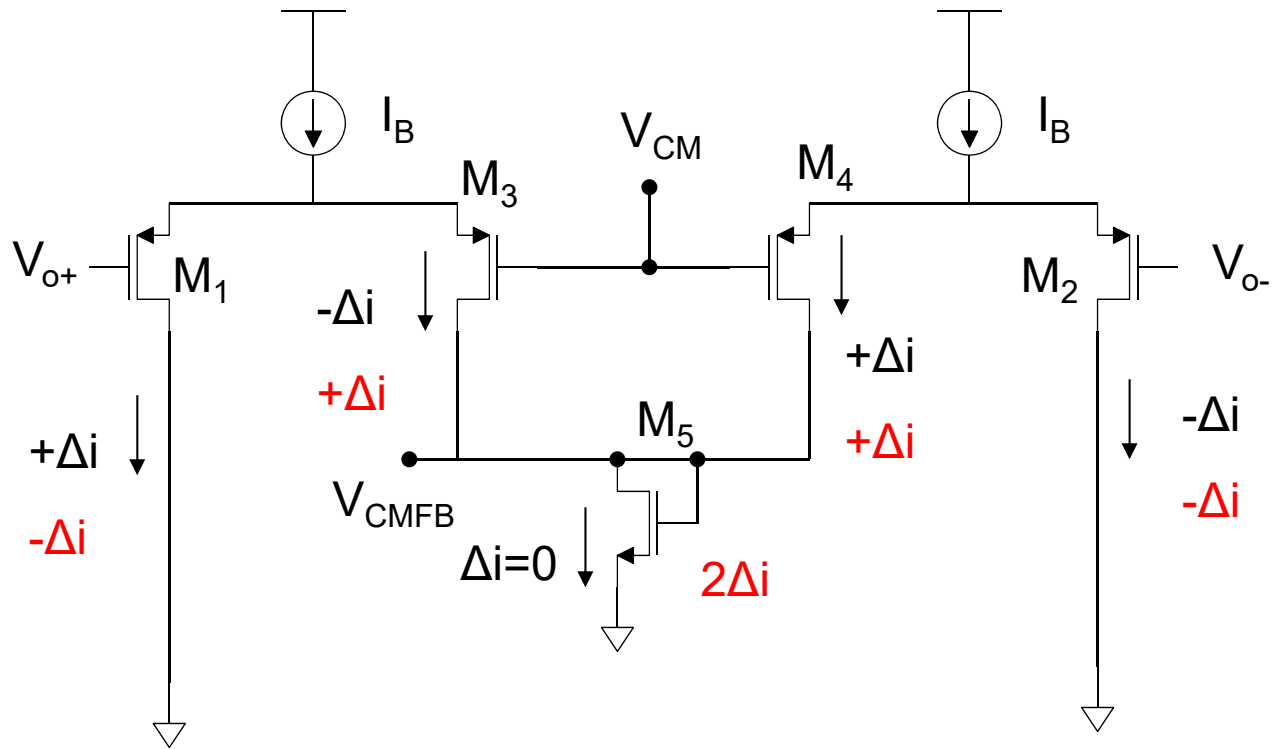 I_B
I_B
V_CM
M_3
M_4
V_o+
M_1
M_2
V_o-
-Δi
+Δi
+Δi
+Δi
-Δi
-Δi
+Δi
-Δi
M_5
V_CMFB
Δi=0
2Δi